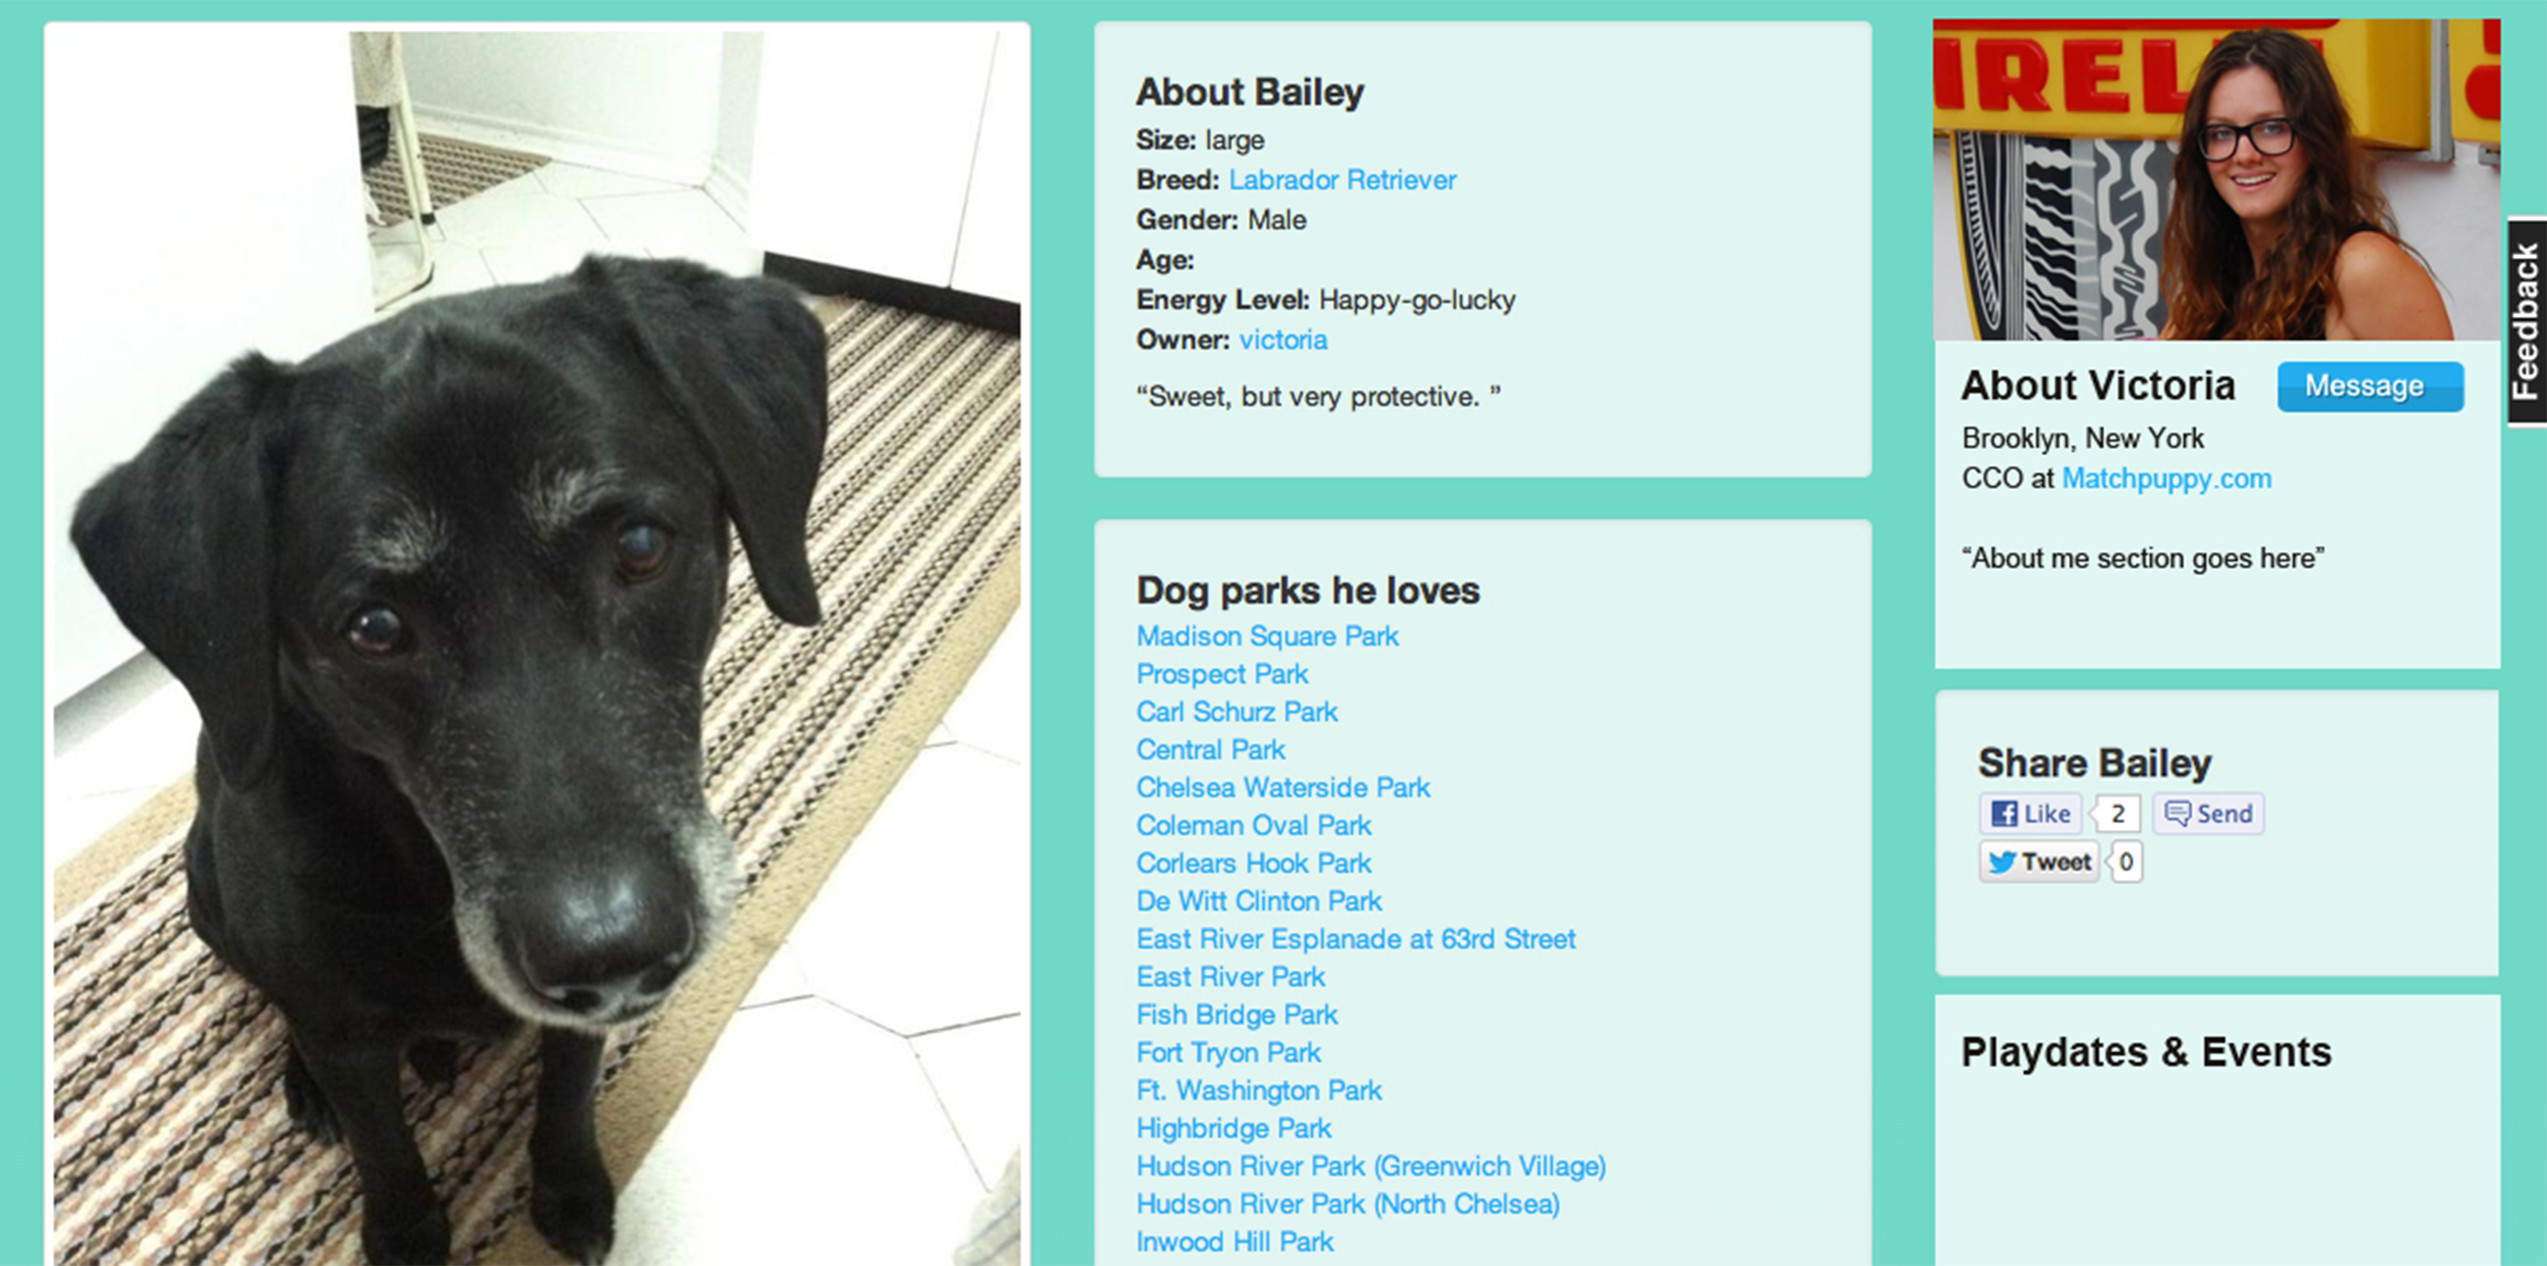 About Bailey
Size: large
Breed: Labrador Retriever
Gender: Male
Age:
Energy Level: Happy-go-lucky
Owner: victoria
“Sweet, but very protective. ”
Dog parks he loves
Madison Square Park
Prospect Park
Carl Schurz Park
Central Park
Chelsea Waterside Park
Coleman Oval Park
Corlears Hook Park
De Witt Clinton Park
East River Esplanade at 63rd Street
East River Park
Fish Bridge Park
Fort Tryon Park
Ft. Washington Park
Highbridge Park
Hudson River Park (Greenwich Village)
Hudson River Park (North Chelsea)
Inwood Hill Park
IREL
About Victoria
Message
Brooklyn, New York
CCO at Matchpuppy.com
“About me section goes here”
Share Bailey
Like 2 Send
Tweet 0
Playdates & Events
Feedback